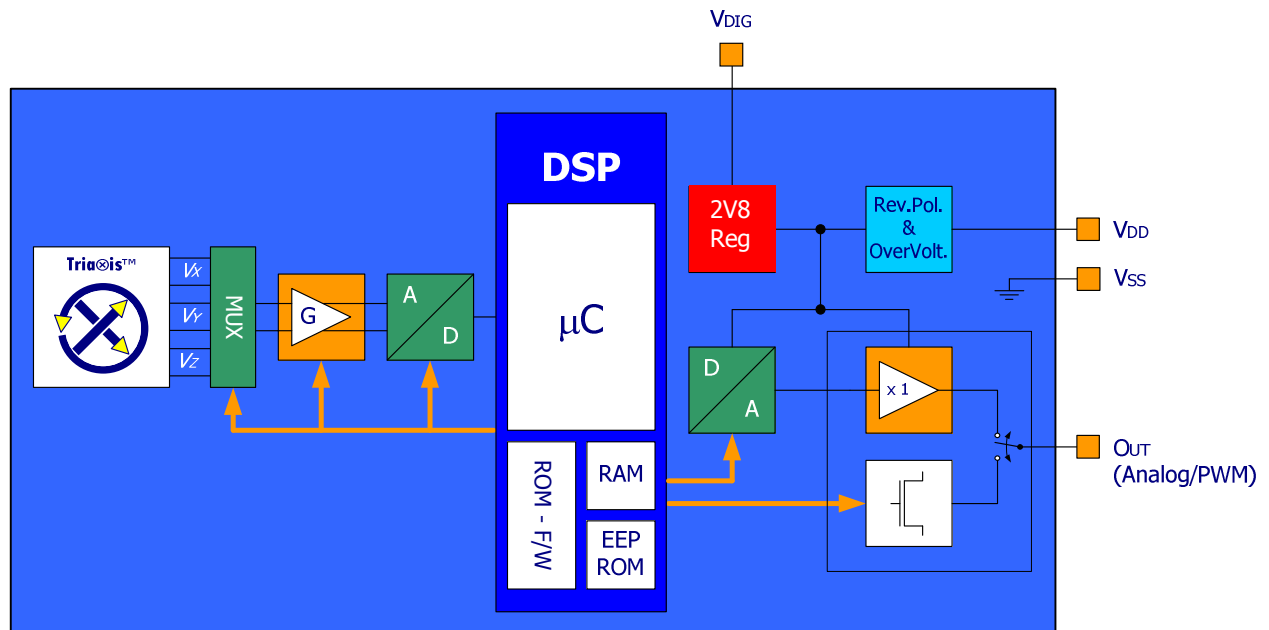 VDIG
DSP
2V8
Reg
Rev.Pol.
&
OverVolt.
VDD
VSS
Tria⊗is™
VX
VY
VZ
MUX
G
A
D
µC
D
A
x 1
OUT
(Analog/PWM)
ROM - F/W
RAM
EEP
ROM